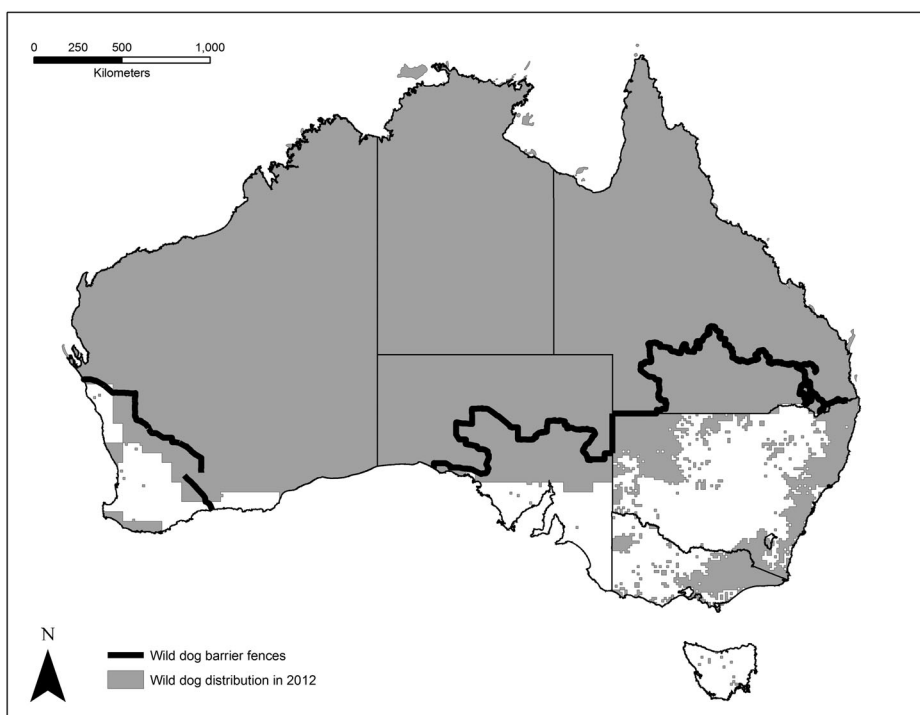 0 250 500 1,000
Kilometers
N
Wild dog barrier fences
Wild dog distribution in 2012